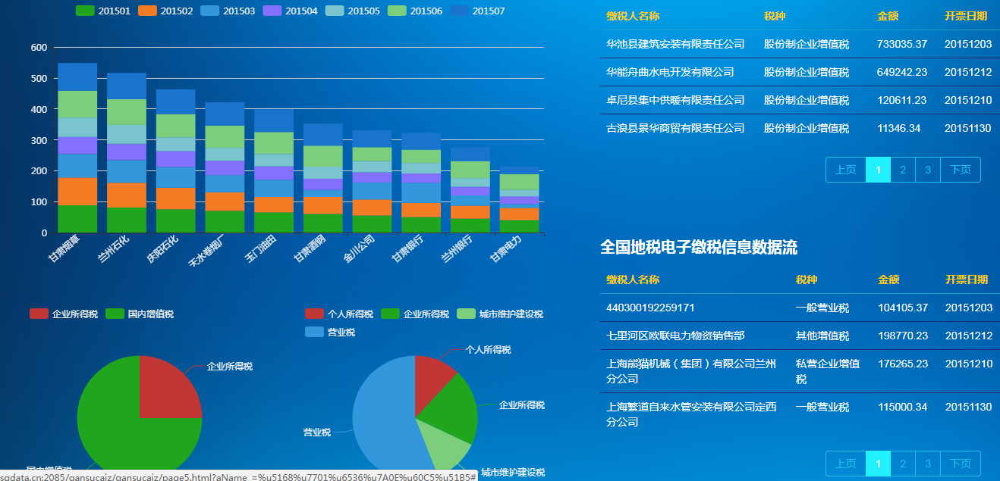 201501 201502 201503 201504 201505 201506 201507
600
500
400
300
200
100
0
甘肃烟草 兰州石化 庆阳石化 天水卷烟厂 玉门油田 甘肃酒钢 金川公司 甘肃银行 兰州银行 甘肃电力
企业所得税 国内增值税
企业所得税
国内增值税
个人所得税 企业所得税 城市维护建设税
营业税
个人所得税
企业所得税
营业税
城市维护建设税
sgdata.cn:2085/gansucaiz/gansucaiz/page5.html?aName_=%u5168%u7701%u6536%u7A0E%u60C5%u51B5#
缴税人名称 税种 金额 开票日期
华池县建筑安装有限责任公司 股份制企业增值税 733035.37 20151203
华能舟曲水电开发有限公司 股份制企业增值税 649242.23 20151212
卓尼县集中供暖有限责任公司 股份制企业增值税 120611.23 20151210
古浪县景华商贸有限责任公司 股份制企业增值税 11346.34 20151130
上页 1 2 3 下页
全国地税电子缴税信息数据流
缴税人名称 税种 金额 开票日期
440300192259171 一般营业税 104105.37 20151203
七里河区欧联电力物资销售部 其他增值税 198770.23 20151212
上海熊猫机械（集团）有限公司兰州 私营企业增值 176265.23 20151210
分公司 税
上海繁道自来水管安装有限公司定西 一般营业税 115000.34 20151130
分公司
上页 1 2 3 下页